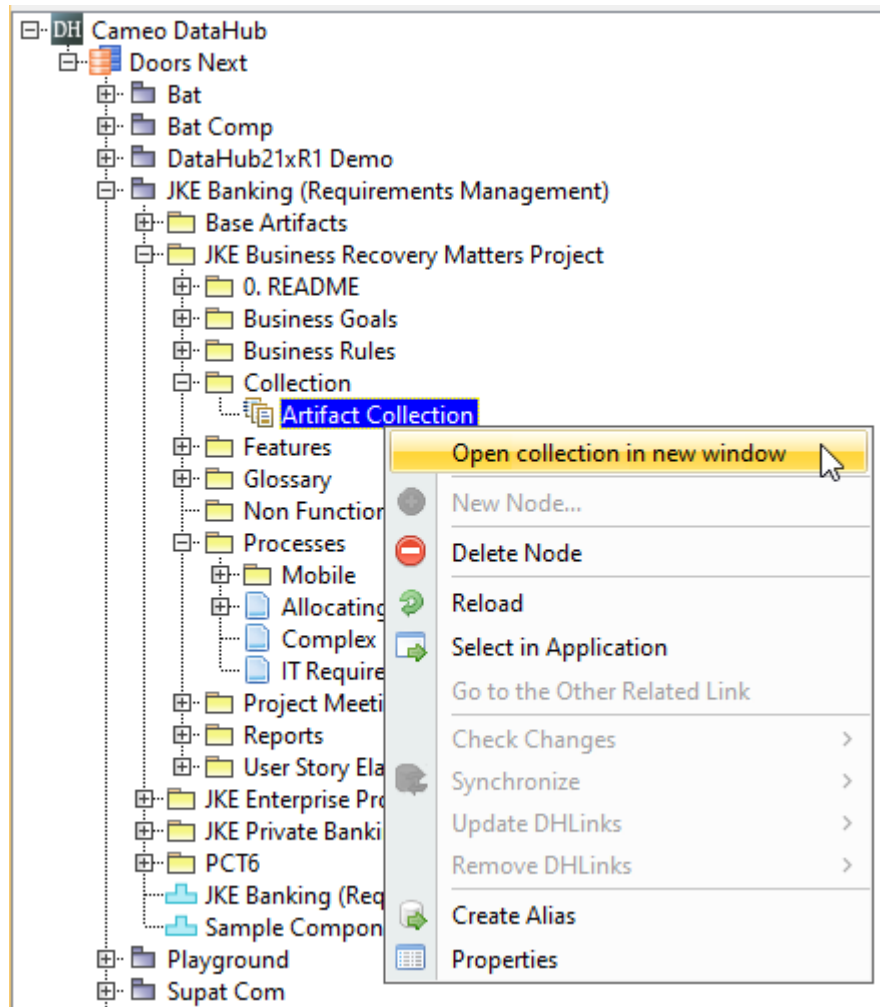 DH Cameo DataHub
Doors Next
Bat
Bat Comp
DataHub21xR1 Demo
JKE Banking (Requirements Management)
Base Artifacts
JKE Business Recovery Matters Project
0. README
Business Goals
Business Rules
Collection
Artifact Collection
Features
Glossary
Non Function
Processes
Mobile
Allocating
Complex
IT Require
Project Meeti
Reports
User Story Ela
JKE Enterprise Pro
JKE Private Banki
PCT6
JKE Banking (Req
Sample Compon
Playground
Supat Com
Open collection in new window
New Node...
Delete Node
Reload
Select in Application
Go to the Other Related Link
Check Changes
Synchronize
Update DHLinks
Remove DHLinks
Create Alias
Properties